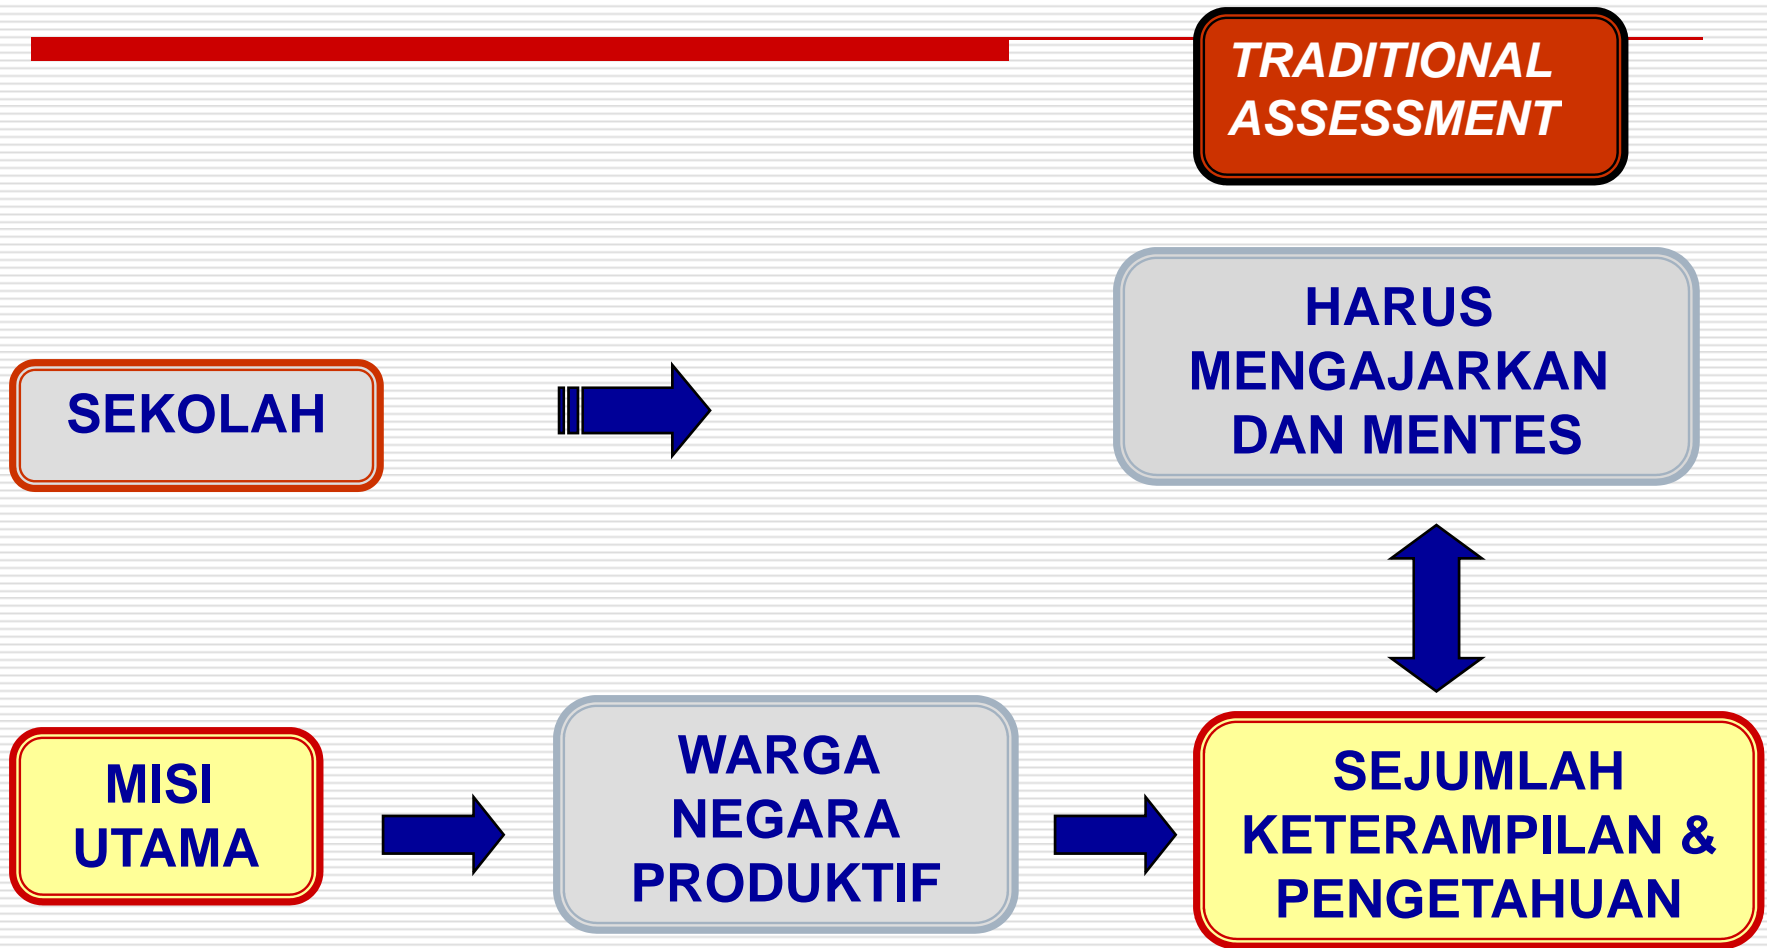 TRADITIONAL
ASSESSMENT
HARUS
MENGAJARKAN
DAN MENTES
SEKOLAH
MISI
UTAMA
WARGA
NEGARA
PRODUKTIF
SEJUMLAH
KETERAMPILAN &
PENGETAHUAN